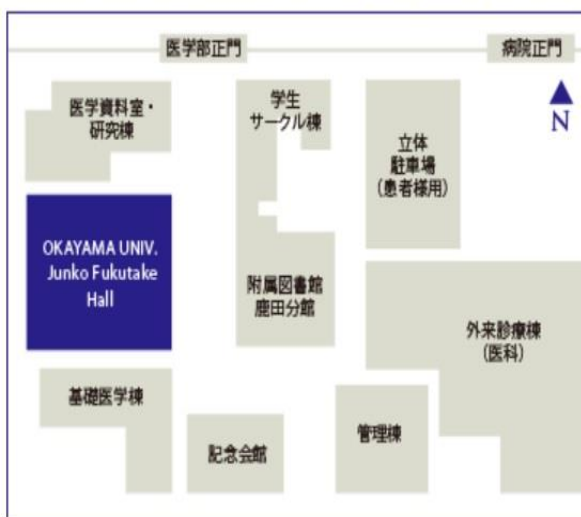 医学部正門
病院正門
医学資料室・
研究棟
学生
サークル棟
立体
駐車場
(患者様用)
N
OKAYAMA UNIV.
Junko Fukutake
Hall
附属図書館
鹿田分館
外来診療棟
(医科)
基礎医学棟
記念会館
管理棟